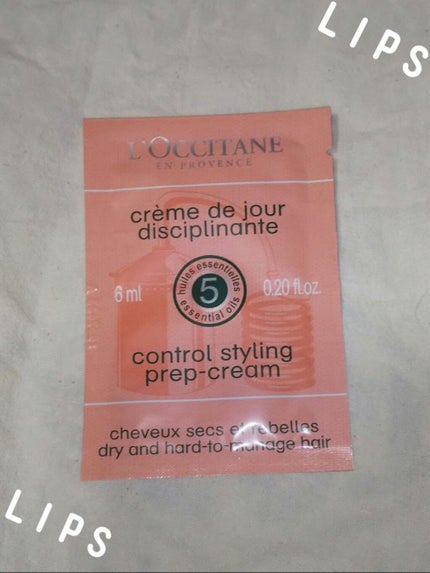 LIPS
L'OCCITANE
EN PROVENCE
crème de jour
disciplinante
6 ml
huiles essentielles
5
essential oils
0.20 fl.oz.
control styling
prep-cream
cheveux secs et rebelles
dry and hard-to-manage hair
LIPS